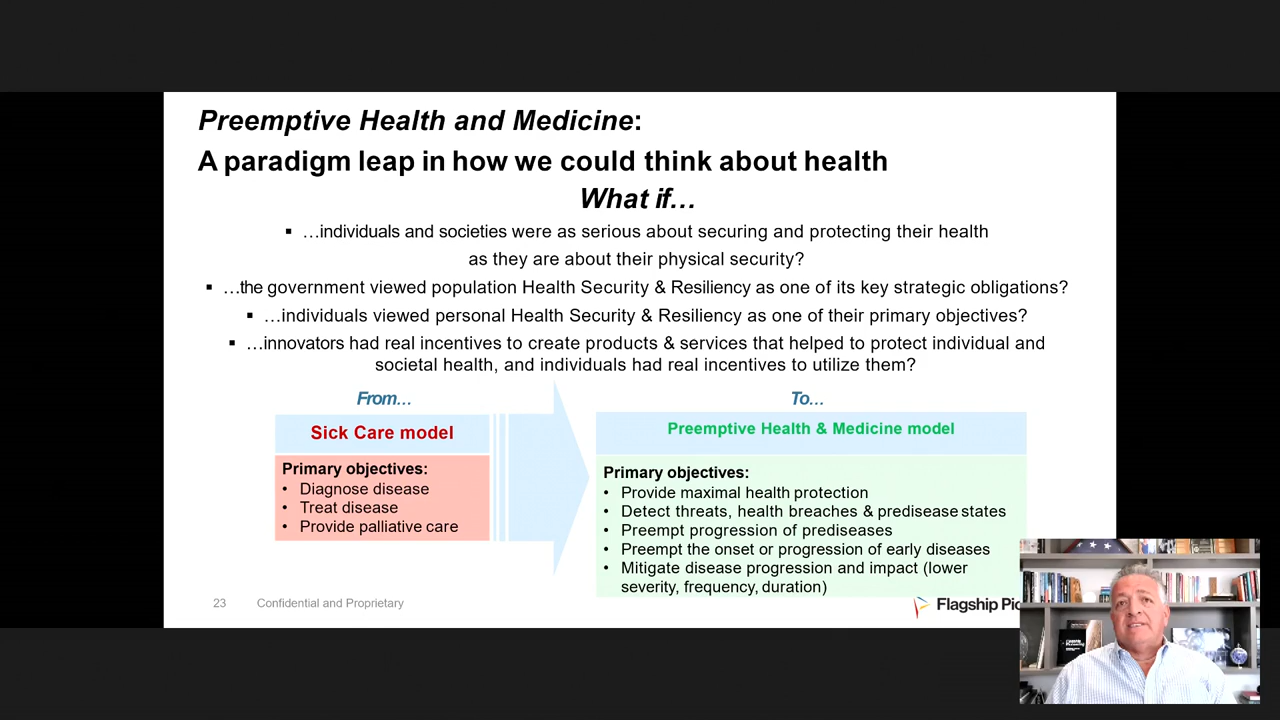 Preemptive Health and Medicine:
A paradigm leap in how we could think about health
What if…
▪ …individuals and societies were as serious about securing and protecting their health
as they are about their physical security?
▪ …the government viewed population Health Security & Resiliency as one of its key strategic obligations?
▪ …individuals viewed personal Health Security & Resiliency as one of their primary objectives?
▪ …innovators had real incentives to create products & services that helped to protect individual and
societal health, and individuals had real incentives to utilize them?
From…
Sick Care model
Primary objectives:
• Diagnose disease
• Treat disease
• Provide palliative care
To…
Preemptive Health & Medicine model
Primary objectives:
• Provide maximal health protection
• Detect threats, health breaches & predisease states
• Preempt progression of prediseases
• Preempt the onset or progression of early diseases
• Mitigate disease progression and impact (lower
severity, frequency, duration)
23 Confidential and Proprietary
Flagship